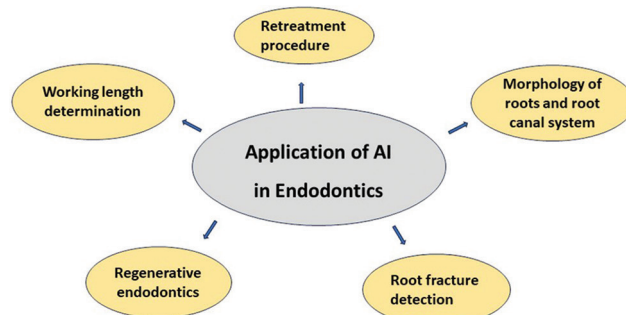 Retreatment
procedure
Working length
determination
Morphology of
roots and root
canal system
Application of AI
in Endodontics
Regenerative
endodontics
Root fracture
detection